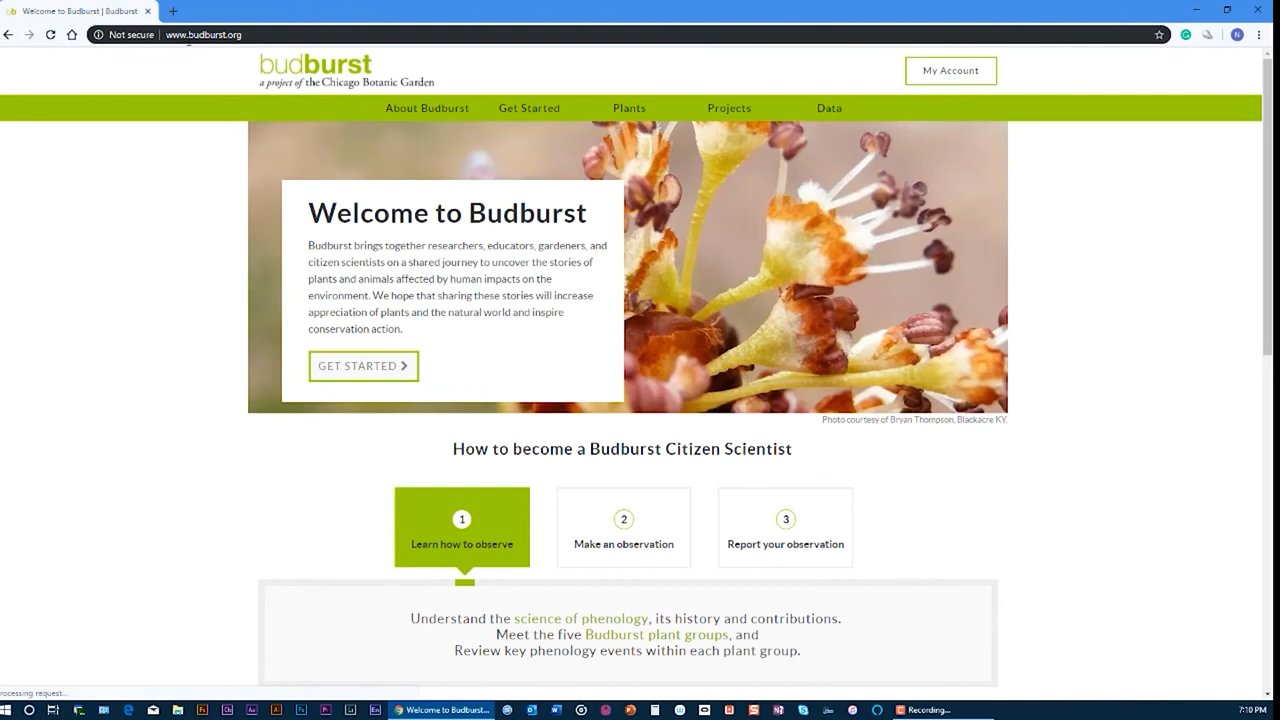 Welcome to Budburst | Budburst
Not secure | www.budburst.org
budburst
a project of the Chicago Botanic Garden
My Account
About Budburst Get Started Plants Projects Data
Welcome to Budburst
Budburst brings together researchers, educators, gardeners, and
citizen scientists on a shared journey to uncover the stories of
plants and animals affected by human impacts on the
environment. We hope that sharing these stories will increase
appreciation of plants and the natural world and inspire
conservation action.
GET STARTED
Photo courtesy of Bryan Thompson, Blackacre KY.
How to become a Budburst Citizen Scientist
1 2 3
Learn how to observe Make an observation Report your observation
Understand the science of phenology, its history and contributions.
Meet the five Budburst plant groups, and
Review key phenology events within each plant group.
rocessing request...
Welcome to Budburst... Recording... 7:10 PM